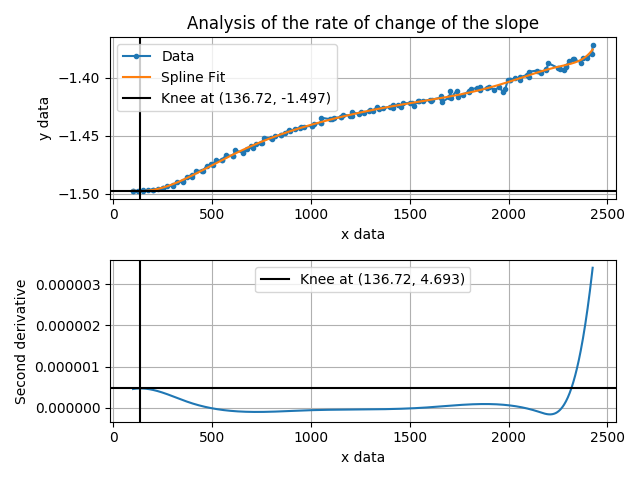 Analysis of the rate of change of the slope
Data
Spline Fit
Knee at (136.72, -1.497)
−1.40
−1.45
−1.50
y data
0 500 1000 1500 2000 2500
x data
Knee at (136.72, 4.693)
0.000003
0.000002
0.000001
0.000000
Second derivative
0 500 1000 1500 2000 2500
x data